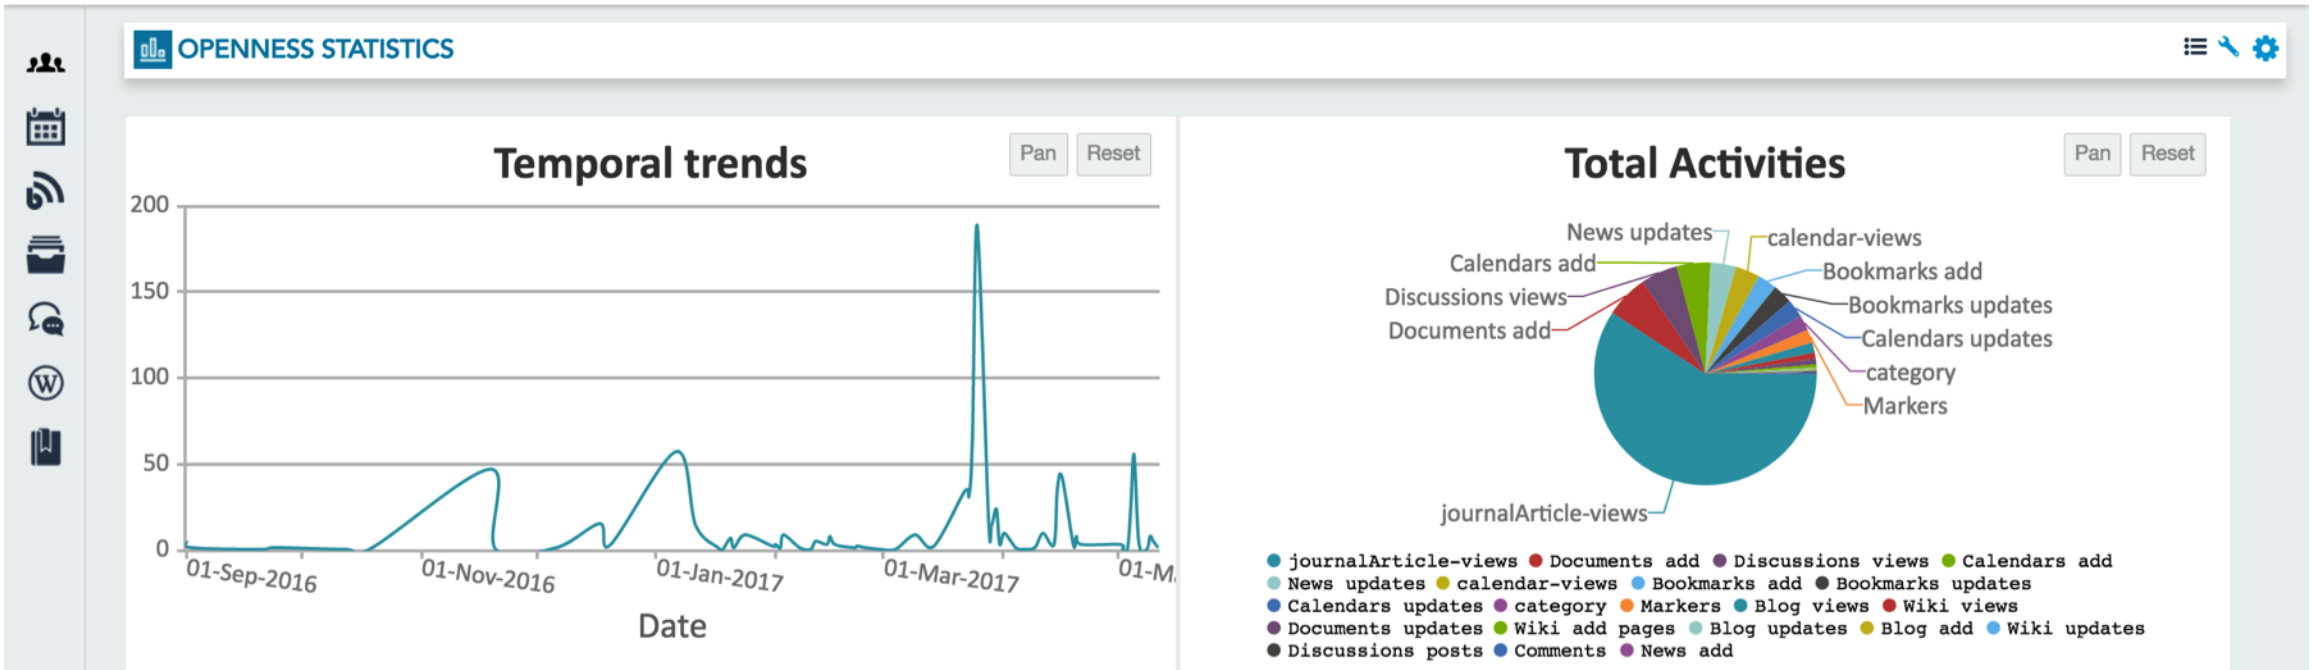 OPENNESS STATISTICS
Temporal trends
Pan Reset
200
150
100
50
0
01-Sep-2016 01-Nov-2016 01-Jan-2017 01-Mar-2017 01-M
Date
Total Activities
Pan Reset
News updates calendar-views
Calendars add Bookmarks add
Discussions views Bookmarks updates
Documents add Calendars updates
category
Markers
journalArticle-views
journalArticle-views Documents add Discussions views Calendars add
News updates calendar-views Bookmarks add Bookmarks updates
Calendars updates category Markers Blog views Wiki views
Documents updates Wiki add pages Blog updates Blog add Wiki updates
Discussions posts Comments News add